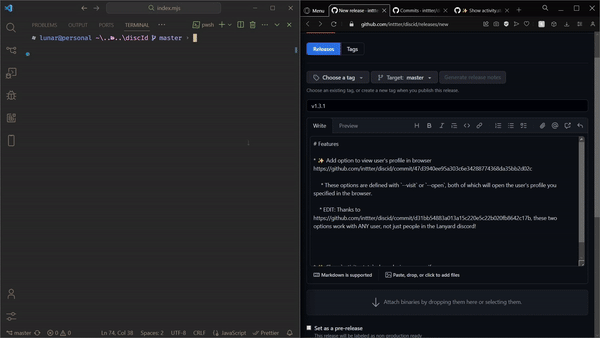 index.mjs
PROBLEMS OUTPUT PORTS TERMINAL pwsh
lunar@personal ~\..\..\discId master >
master 0 0 Ln 74, Col 38 Spaces: 2 UTF-8 CRLF JavaScript Prettier
Menu New release · inttter/ Commits · inttter/ Show activity
github.com/inttter/discid/releases/new
Releases Tags
Choose a tag Target: master Generate release notes
Choose an existing tag, or create a new tag when you publish this release.
v1.3.1
Write Preview
# Features
* ✨ Add option to view user's profile in browser
https://github.com/inttter/discid/commit/47d3940ee95a303c6e34288774368da35bb2d02c
* These options are defined with `--visit` or `--open`, both of which will open the user's profile you
specified in the browser.
* EDIT: Thanks to
https://github.com/inttter/discid/commit/d31bb54883a013a15c220e5c22b020fb8642c17b, these two
options work with ANY user, not just people in the Lanyard discord!
Markdown is supported Paste, drop, or click to add files
Attach binaries by dropping them here or selecting them.
Set as a pre-release
This release will be labeled as non-production ready